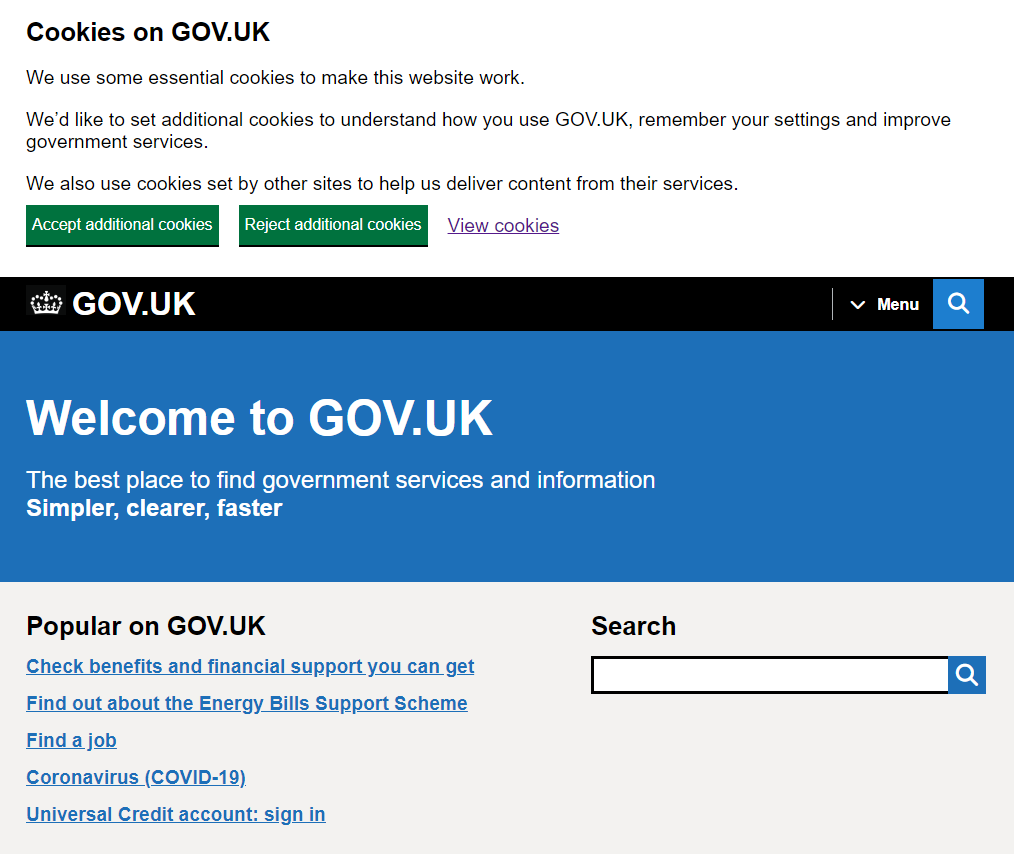 Cookies on GOV.UK
We use some essential cookies to make this website work.
We’d like to set additional cookies to understand how you use GOV.UK, remember your settings and improve
government services.
We also use cookies set by other sites to help us deliver content from their services.
Accept additional cookies Reject additional cookies View cookies
GOV.UK Menu
Welcome to GOV.UK
The best place to find government services and information
Simpler, clearer, faster
Popular on GOV.UK
Check benefits and financial support you can get
Find out about the Energy Bills Support Scheme
Find a job
Coronavirus (COVID-19)
Universal Credit account: sign in
Search